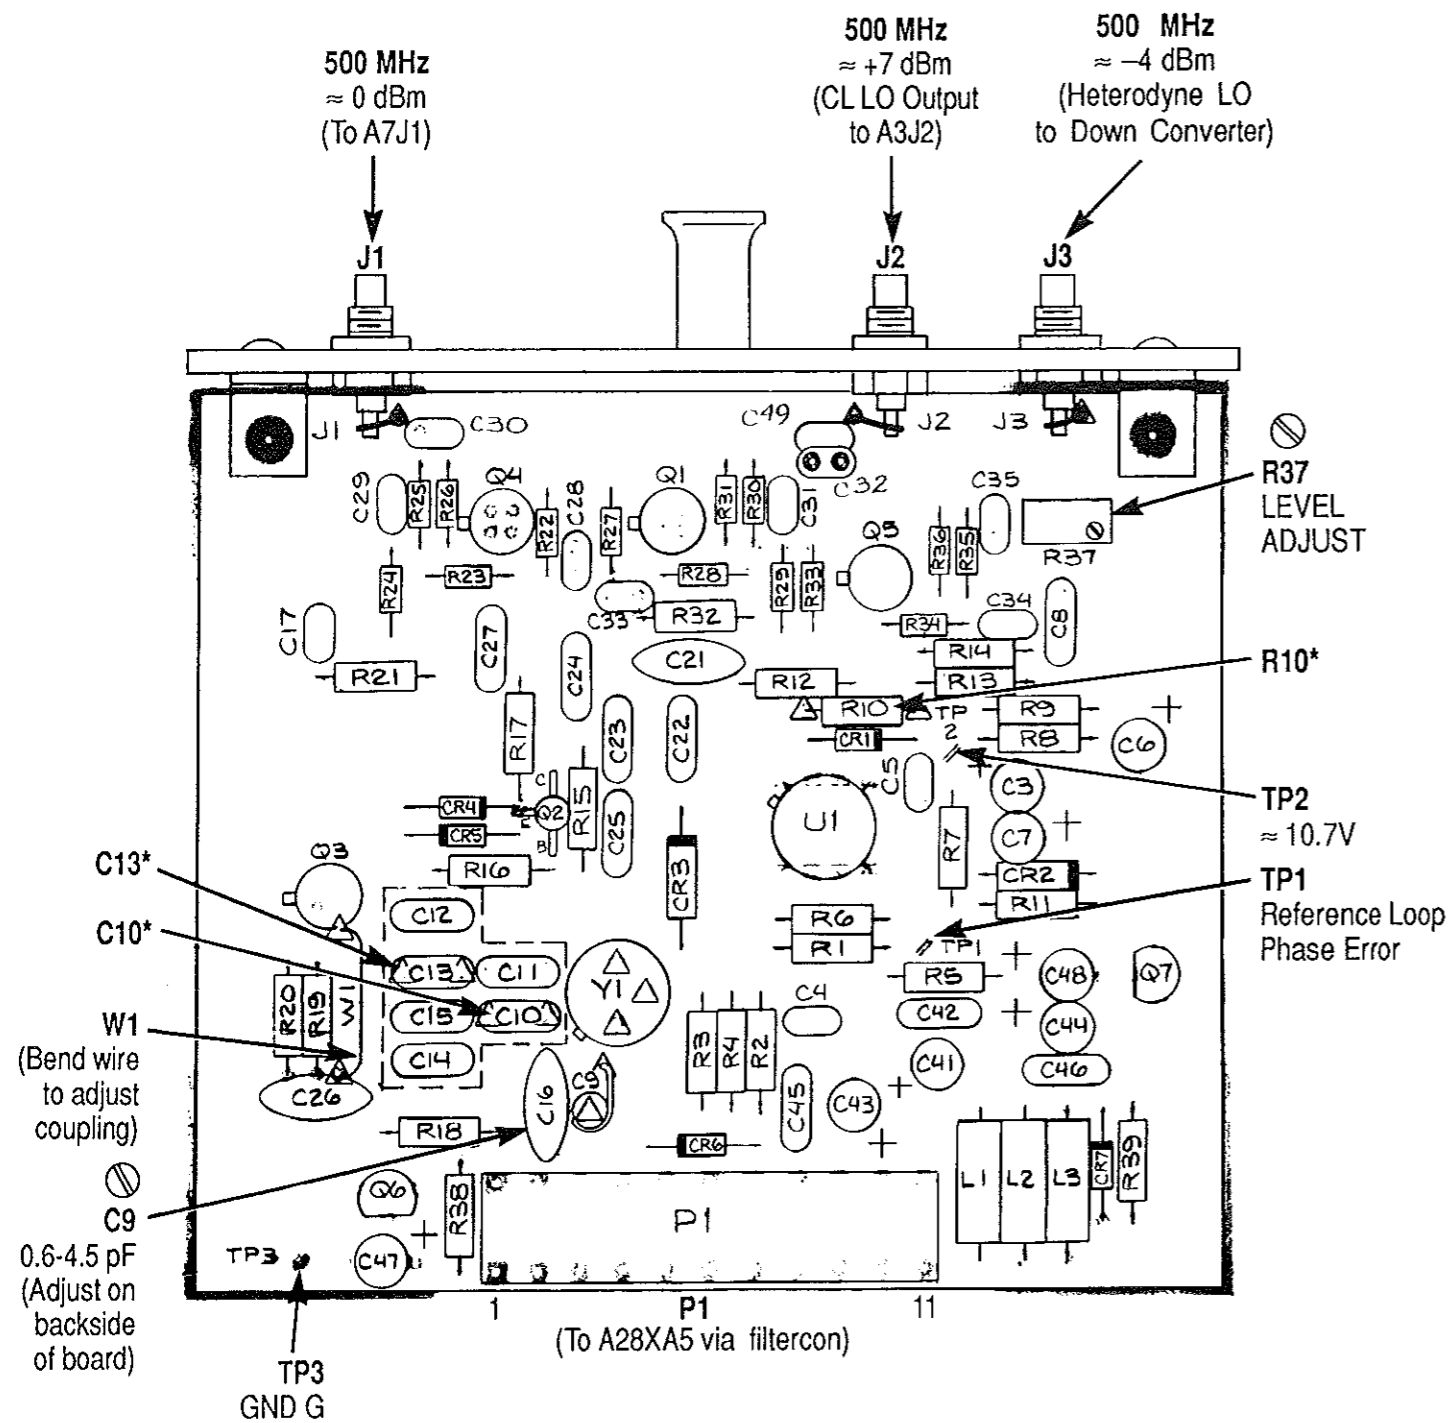 500 MHz
≈ 0 dBm
(To A7J1)
500 MHz
≈ +7 dBm
(CL LO Output
to A3J2)
500 MHz
≈ –4 dBm
(Heterodyne LO
to Down Converter)
J1
J2
J3
J1
C30
C49
J2
J3
C32
C29
R25
R26
Q4
R22
C28
R27
Q1
R31
R30
C31
Q5
R36
R35
C35
R37
R37
LEVEL
ADJUST
R24
R23
C33
R28
R32
R29
R33
R34
C34
C8
C17
R21
C27
C24
C21
R12
R14
R13
R10
R10*
TP
2
R9
R8
C6
R17
C23
C22
CR1
C5
C3
TP2
≈ 10.7V
CR4
CR5
C
E
B
Q2
R15
C25
R16
CR3
U1
R7
C7
CR2
R11
TP1
Reference Loop
Phase Error
Q3
C13*
C10*
C12
C13
C11
C15
C10
C14
Y1
R6
R1
TP1
R5
C48
Q7
R20
R19
W1
W1
(Bend wire
to adjust
coupling)
C26
R3
R4
R2
C4
C42
C44
C41
C46
C16
C9
C45
C43
R18
CR6
L1
L2
L3
CR7
R39
C9
0.6-4.5 pF
(Adjust on
backside
of board)
Q6
R38
P1
TP3
C47
1
P1
11
(To A28XA5 via filtercon)
TP3
GND G